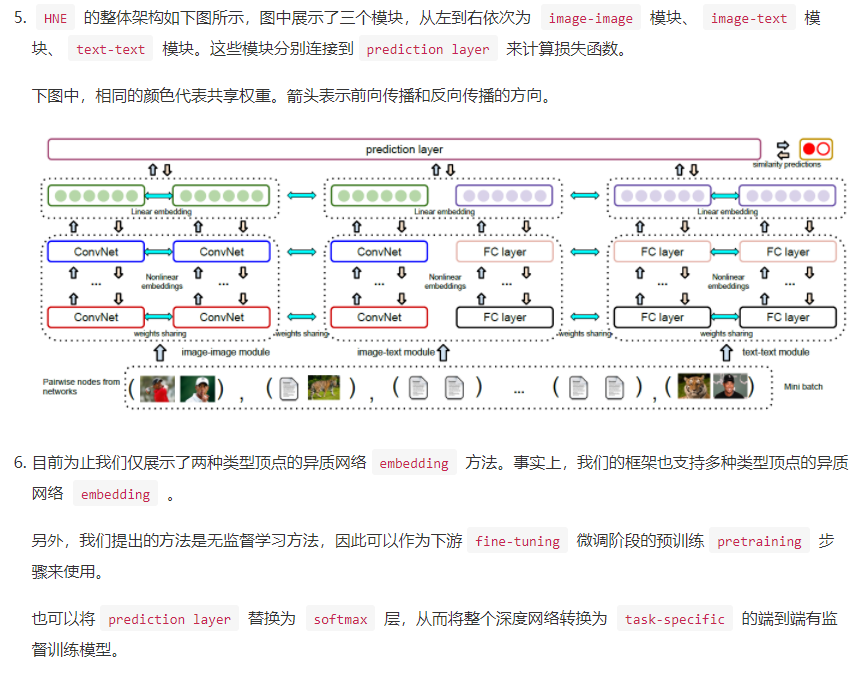 5. HNE 的整体架构如下图所示，图中展示了三个模块，从左到右依次为 image-image 模块、 image-text 模
块、 text-text 模块。这些模块分别连接到 prediction layer 来计算损失函数。
下图中，相同的颜色代表共享权重。箭头表示前向传播和反向传播的方向。
prediction layer
similarity predictions
Linear embedding Linear embedding Linear embedding
ConvNet ConvNet ConvNet FC layer FC layer FC layer
... Nonlinear embeddings ... ... Nonlinear embeddings ... ... Nonlinear embeddings ...
ConvNet ConvNet ConvNet FC layer FC layer FC layer
weights sharing weights sharing weights sharing weights sharing
image-image module image-text module text-text module
Pairwise nodes from
networks
( ) , ( ) , ( ) ... ( ) , ( )
Mini batch
6. 目前为止我们仅展示了两种类型顶点的异质网络 embedding 方法。事实上，我们的框架也支持多种类型顶点的异质
网络 embedding 。
另外，我们提出的方法是无监督学习方法，因此可以作为下游 fine-tuning 微调阶段的预训练 pretraining 步
骤来使用。
也可以将 prediction layer 替换为 softmax 层，从而将整个深度网络转换为 task-specific 的端到端有监
督训练模型。